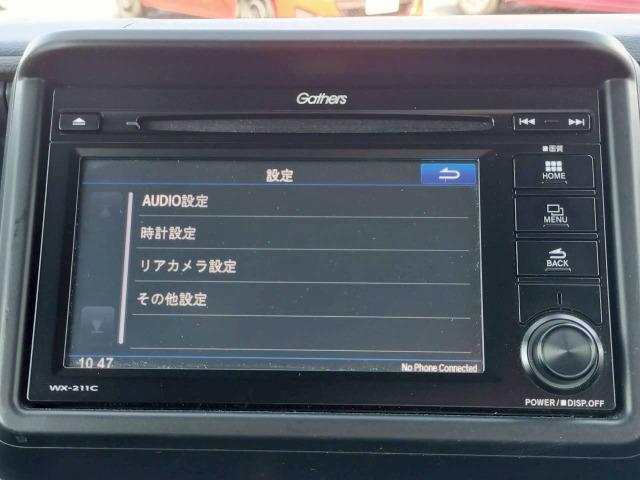 Gathers
設定
AUDIO設定
時計設定
リアカメラ設定
その他設定
10:47
No Phone Connected
■画質
HOME
MENU
BACK
WX-211C
POWER/■DISP.OFF